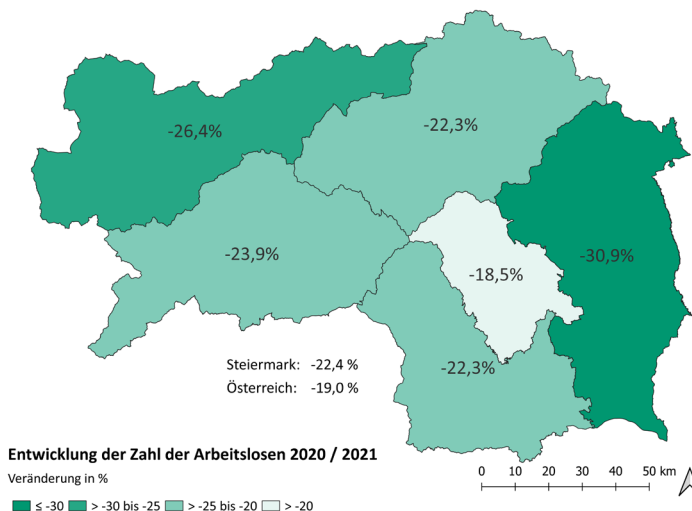 -26,4%
-22,3%
-23,9%
-18,5%
-30,9%
-22,3%
Steiermark: -22,4 %
Österreich: -19,0 %
Entwicklung der Zahl der Arbeitslosen 2020 / 2021
Veränderung in %
≤ -30 > -30 bis -25 > -25 bis -20 > -20
0 10 20 30 40 50 km